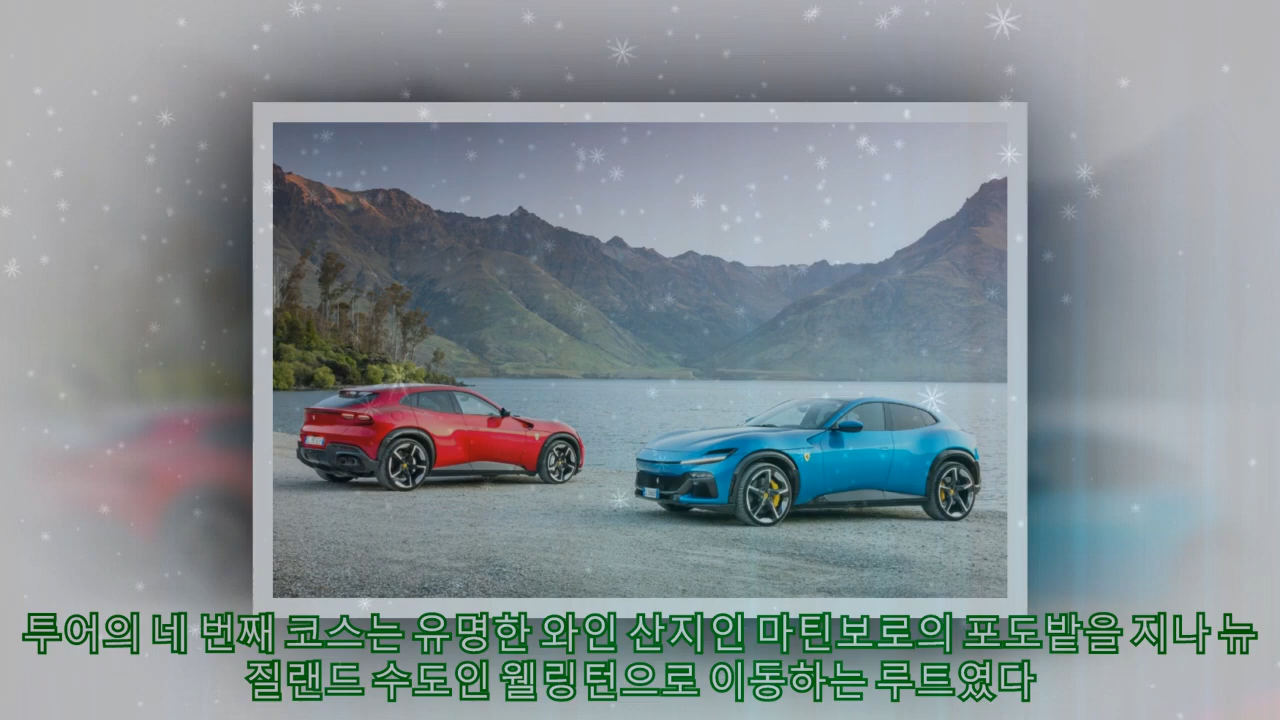 투어의 네 번째 코스는 유명한 와인 산지인 마틴보로의 포도밭을 지나 뉴
질랜드 수도인 웰링턴으로 이동하는 루트였다